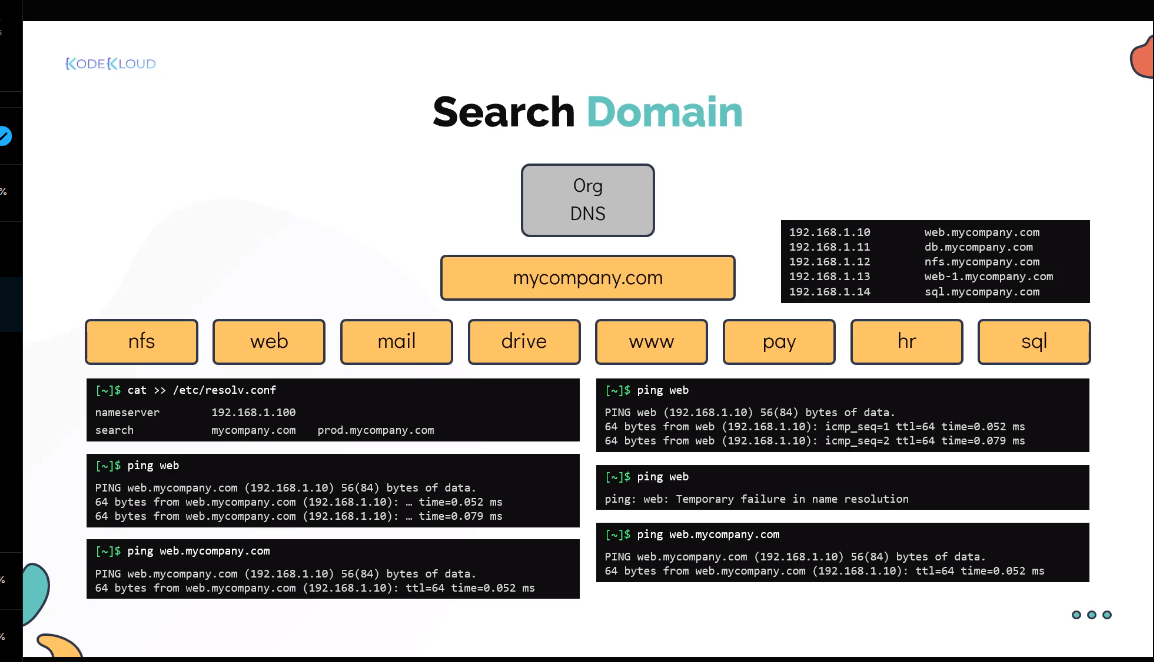 KODEKLOUD
Search Domain
Org
DNS
mycompany.com
192.168.1.10 web.mycompany.com
192.168.1.11 db.mycompany.com
192.168.1.12 nfs.mycompany.com
192.168.1.13 web-1.mycompany.com
192.168.1.14 sql.mycompany.com
nfs web mail drive www pay hr sql
[~]$ cat >> /etc/resolv.conf
nameserver 192.168.1.100
search mycompany.com prod.mycompany.com
[~]$ ping web
PING web.mycompany.com (192.168.1.10) 56(84) bytes of data.
64 bytes from web.mycompany.com (192.168.1.10): … time=0.052 ms
64 bytes from web.mycompany.com (192.168.1.10): … time=0.079 ms
[~]$ ping web.mycompany.com
PING web.mycompany.com (192.168.1.10) 56(84) bytes of data.
64 bytes from web.mycompany.com (192.168.1.10): ttl=64 time=0.052 ms
[~]$ ping web
PING web (192.168.1.10) 56(84) bytes of data.
64 bytes from web (192.168.1.10): icmp_seq=1 ttl=64 time=0.052 ms
64 bytes from web (192.168.1.10): icmp_seq=2 ttl=64 time=0.079 ms
[~]$ ping web
ping: web: Temporary failure in name resolution
[~]$ ping web.mycompany.com
PING web.mycompany.com (192.168.1.10) 56(84) bytes of data.
64 bytes from web.mycompany.com (192.168.1.10): ttl=64 time=0.052 ms